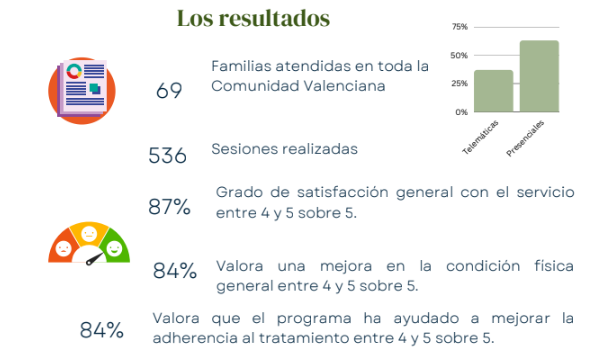 Los resultados
75%
50%
25%
0%
Telemáticas
Presenciales
69
Familias atendidas en toda la
Comunidad Valenciana
536
Sesiones realizadas
87%
Grado de satisfacción general con el servicio
entre 4 y 5 sobre 5.
84%
Valora una mejora en la condición física
general entre 4 y 5 sobre 5.
84%
Valora que el programa ha ayudado a mejorar la
adherencia al tratamiento entre 4 y 5 sobre 5.